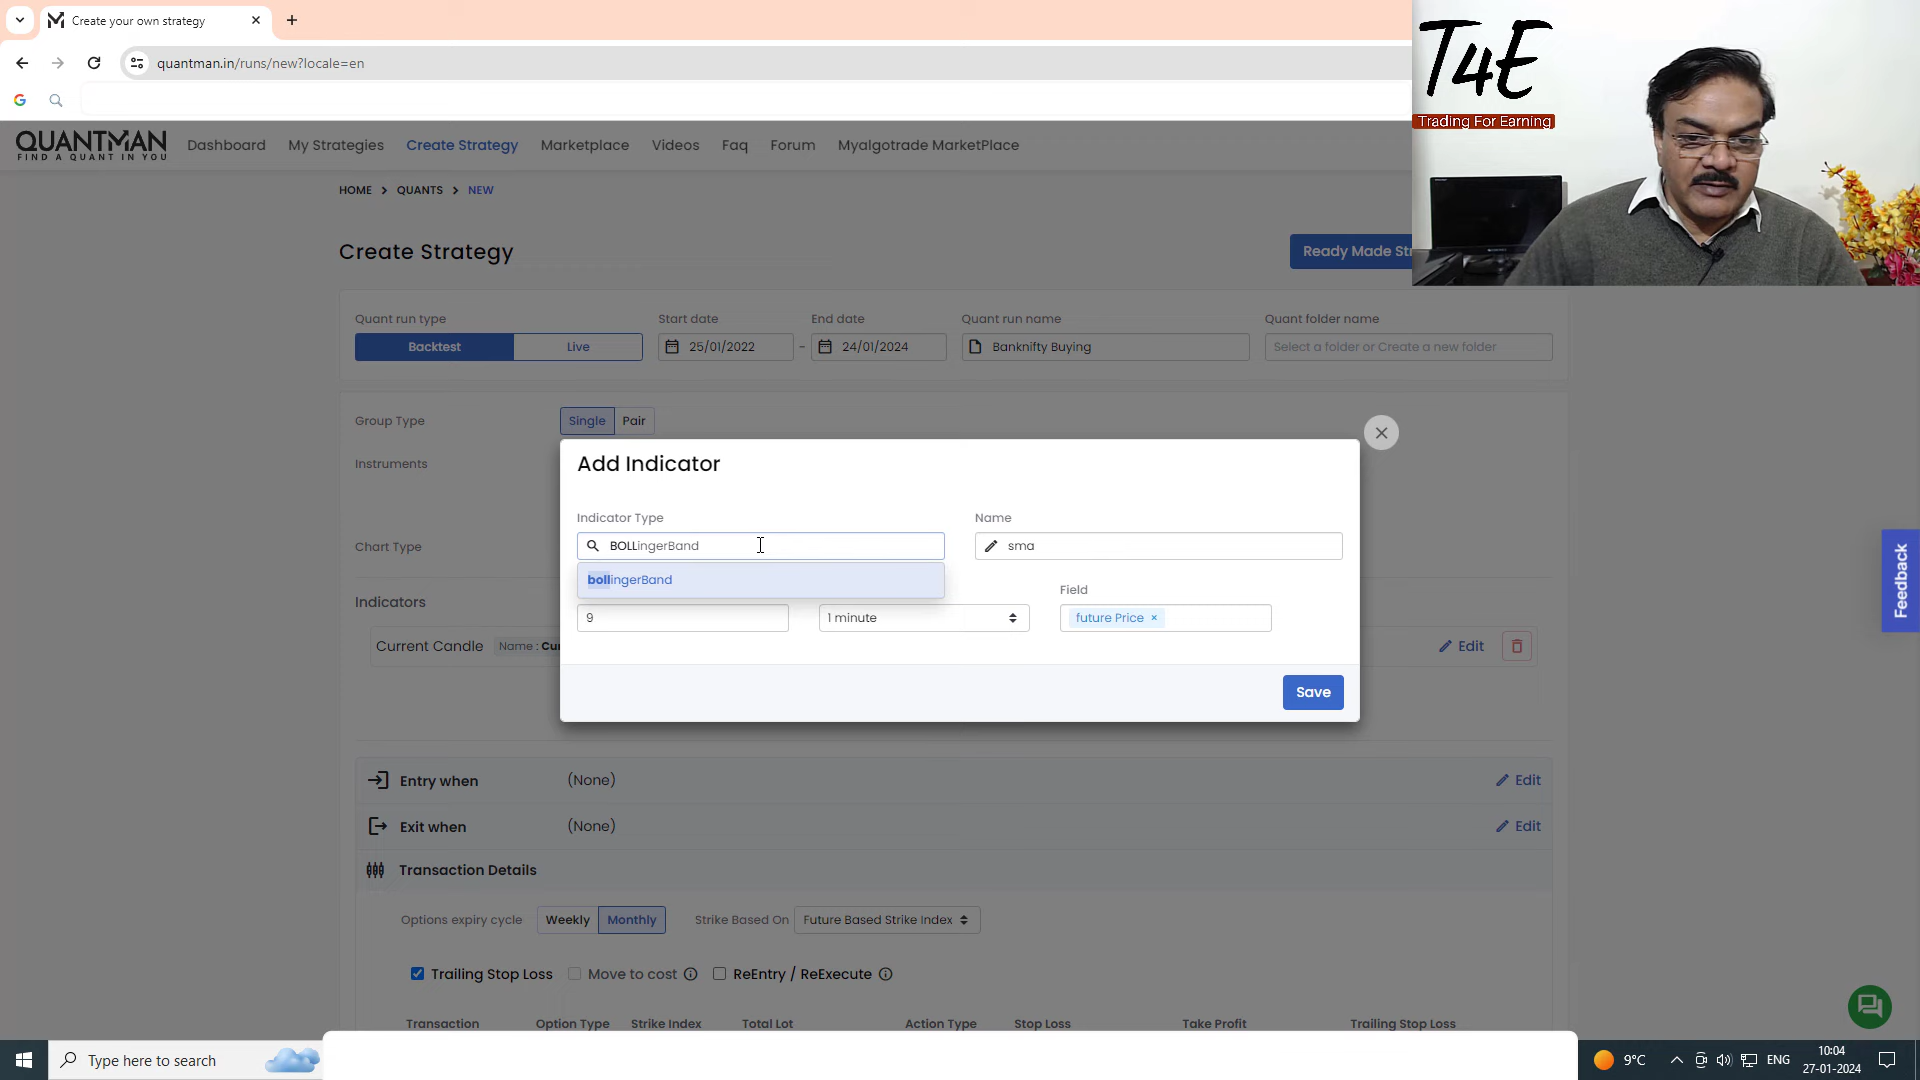 Create your own strategy
quantman.in/runs/new?locale=en
T4E
Trading For Earning
QUANTMAN
FIND A QUANT IN YOU
Dashboard
My Strategies
Create Strategy
Marketplace
Videos
Faq
Forum
Myalgotrade MarketPlace
HOME > QUANTS > NEW
Create Strategy
Ready Made
Quant run type
Start date
End date
Quant run name
Quant folder name
Backtest
Live
25/01/2022
-
24/01/2024
Banknifty Buying
Select a folder or Create a new folder
Group Type
Single
Pair
Instruments
Chart Type
Add Indicator
Indicator Type
Name
BOLLingerBand
sma
bollingerBand
Field
9
1 minute
future Price ×
Save
Indicators
Current Candle
Name :
Edit
Entry when
(None)
Edit
Exit when
(None)
Edit
Transaction Details
Options expiry cycle
Weekly
Monthly
Strike Based On
Future Based Strike Index
Trailing Stop Loss
Move to cost
ReEntry / ReExecute
Transaction
Option Type
Strike Index
Total Lot
Action Type
Stop Loss
Take Profit
Trailing Stop Loss
Feedback
Type here to search
9°C
ENG
10:04
27-01-2024